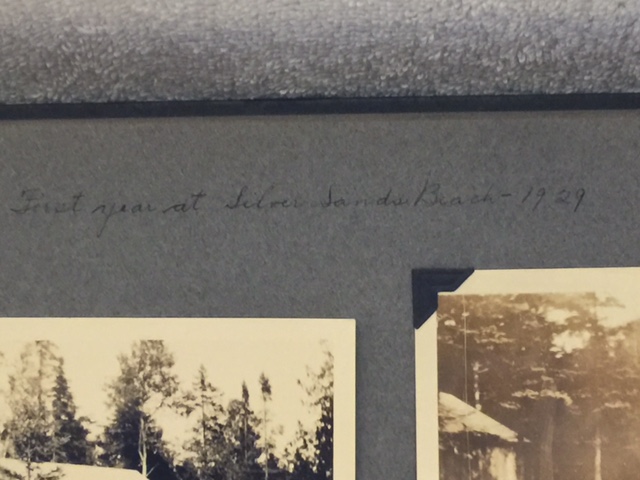 First year at Silver Sands Beach - 1929